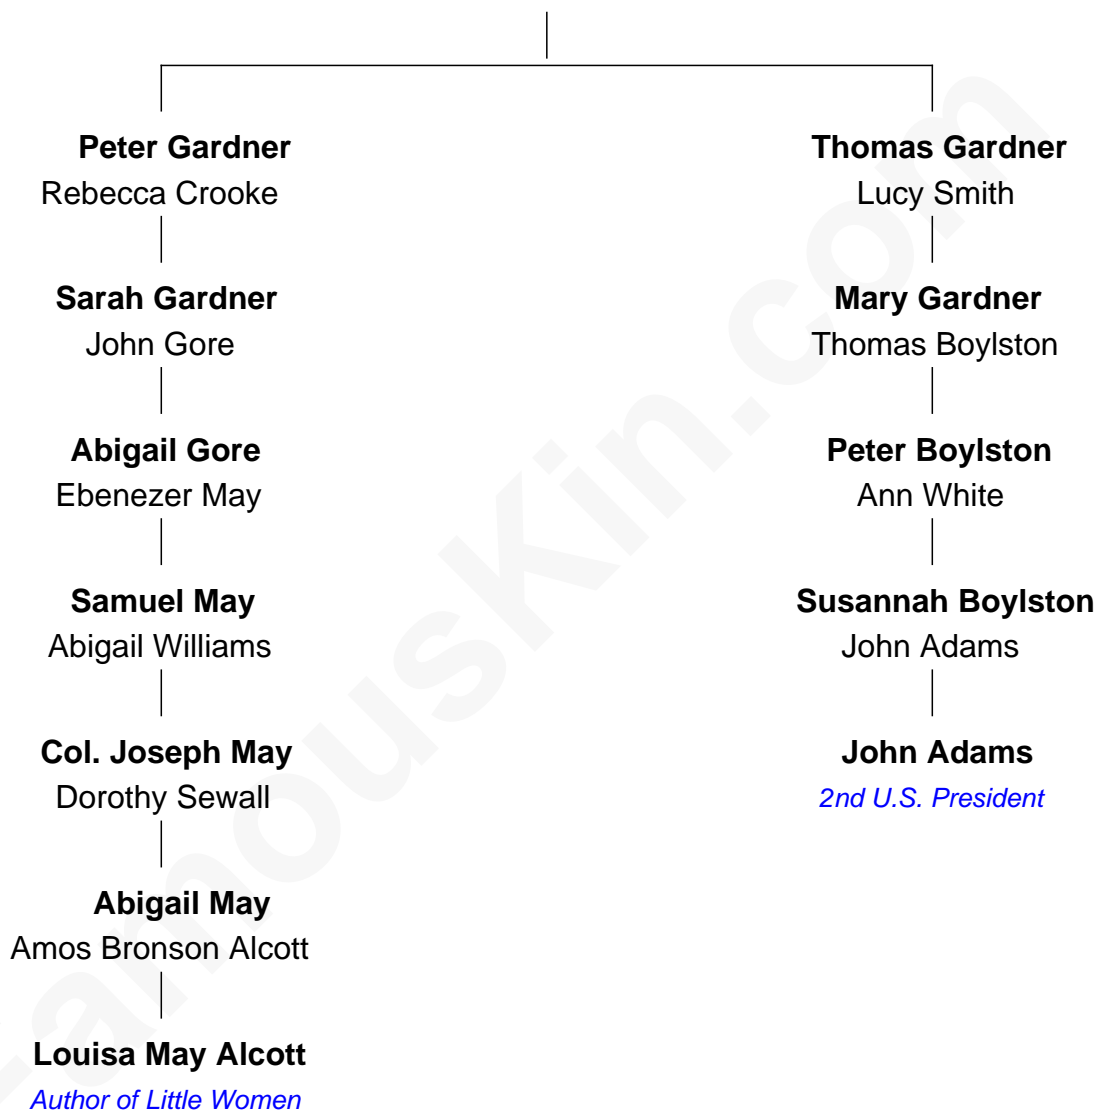 Peter Gardner
Rebecca Crooke
Sarah Gardner
John Gore
Abigail Gore
Ebenezer May
Samuel May
Abigail Williams
Col. Joseph May
Dorothy Sewall
Abigail May
Amos Bronson Alcott
Louisa May Alcott
Author of Little Women
Thomas Gardner
Lucy Smith
Mary Gardner
Thomas Boylston
Peter Boylston
Ann White
Susannah Boylston
John Adams
John Adams
2nd U.S. President
FamousKin.com